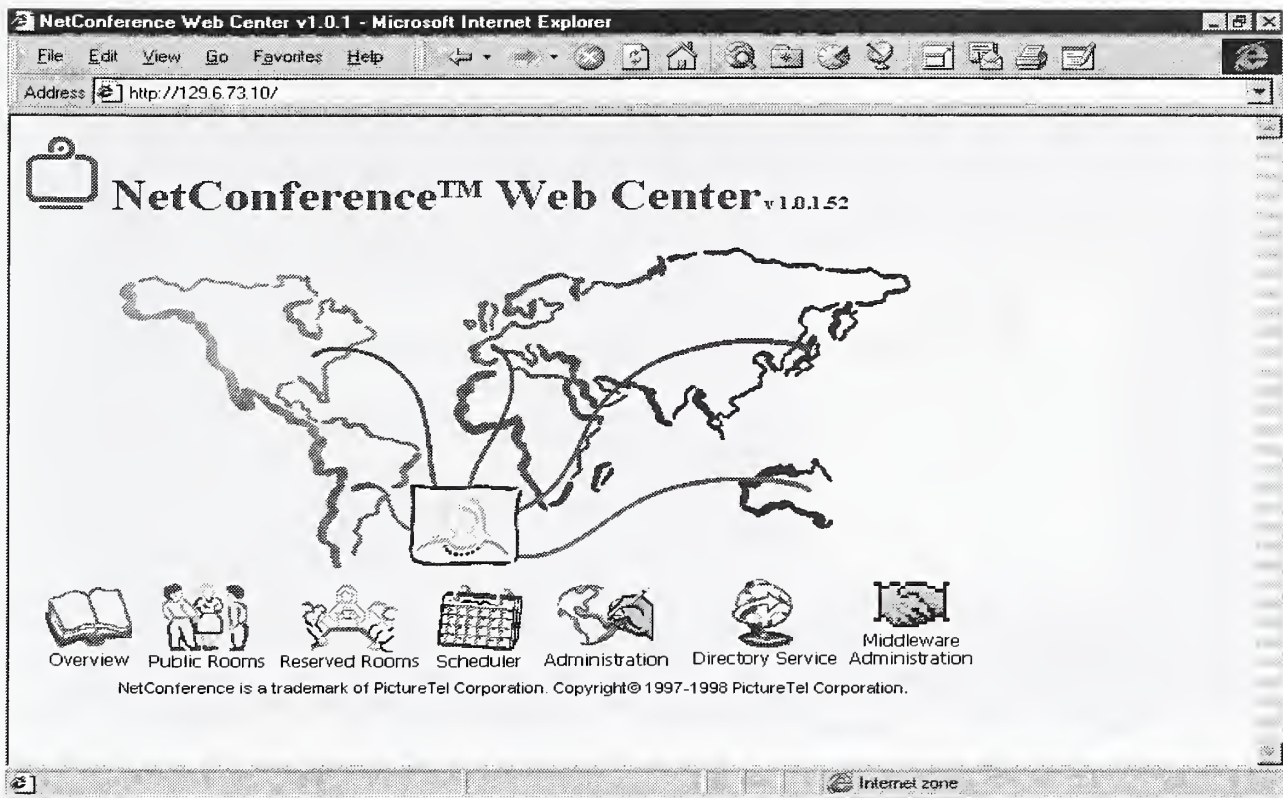 NetConference Web Center v1.0.1 - Microsoft Internet Explorer
File Edit View Go Favorites Help
Address http://129.6.73.10/
NetConference™ Web Center v 1.0.1.52
Overview
Public Rooms
Reserved Rooms
Scheduler
Administration
Directory Service
Middleware
Administration
NetConference is a trademark of PictureTel Corporation. Copyright© 1997-1998 PictureTel Corporation.
Internet zone